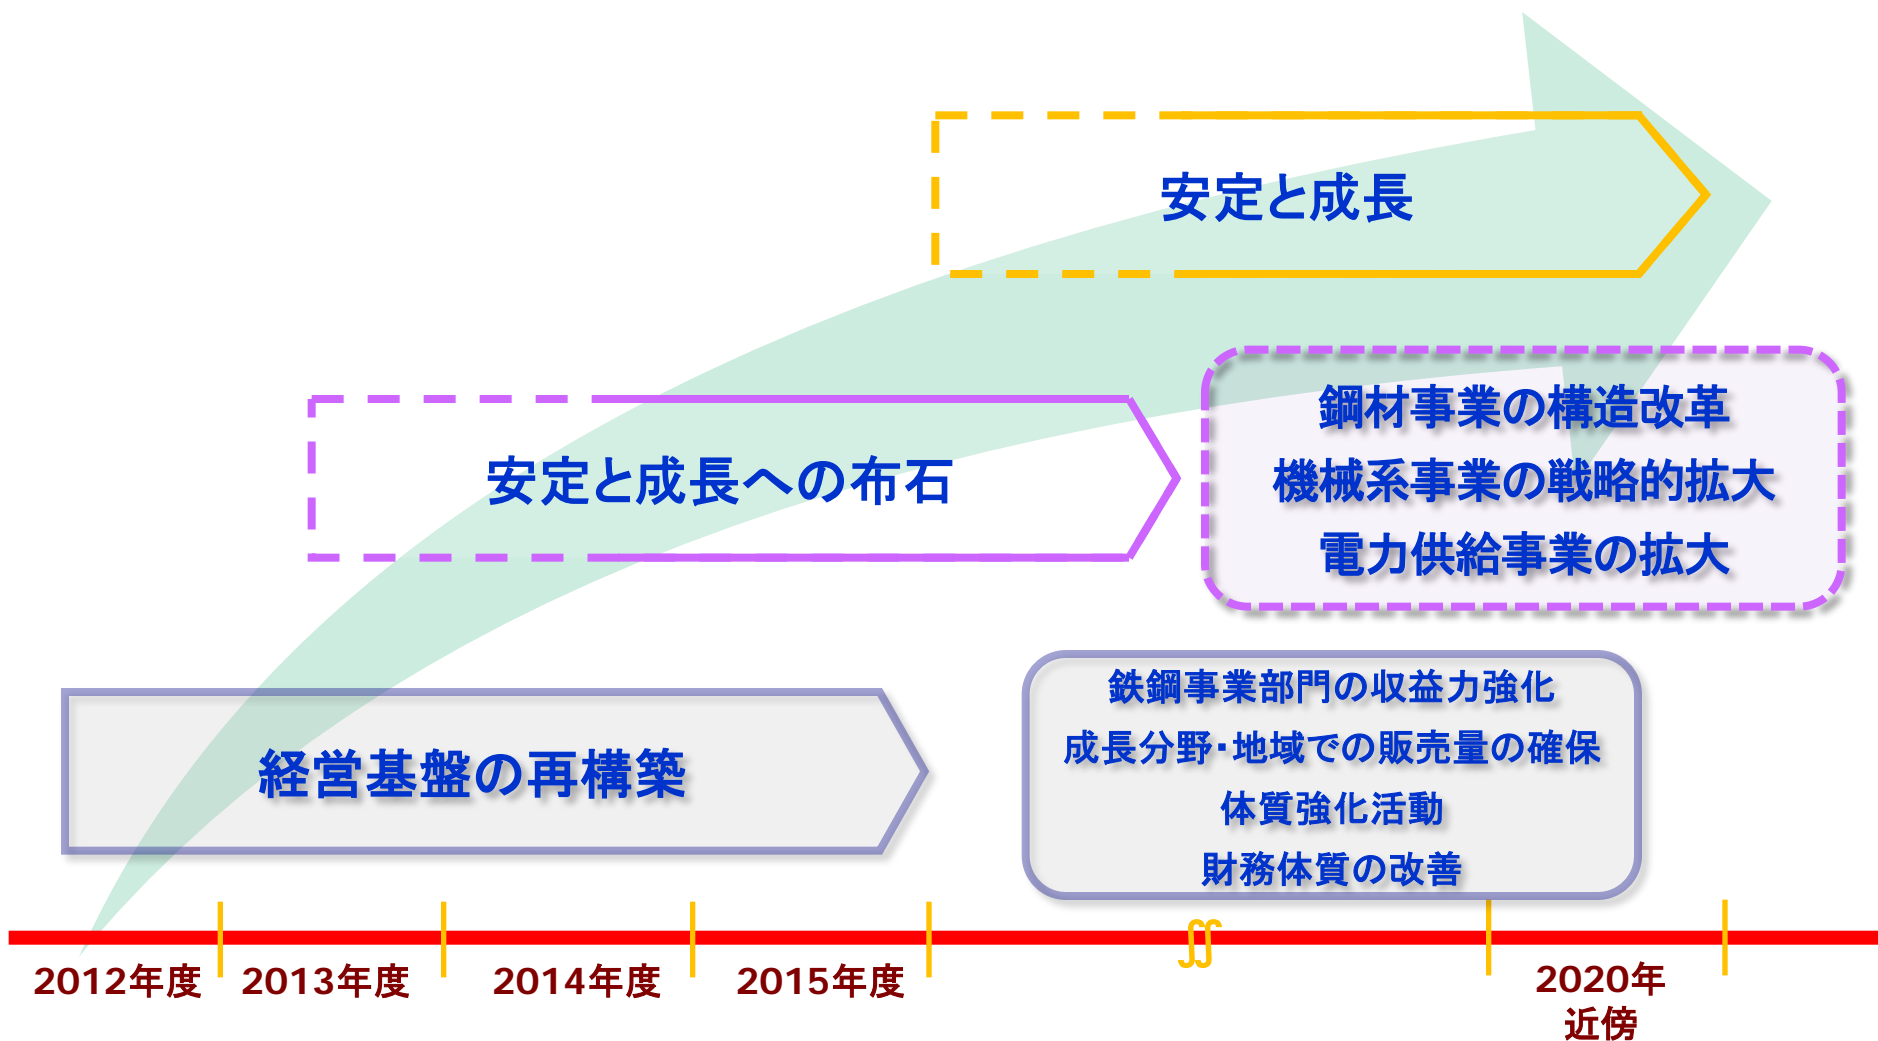 安定と成長
安定と成長への布石
鋼材事業の構造改革
機械系事業の戦略的拡大
電力供給事業の拡大
経営基盤の再構築
鉄鋼事業部門の収益力強化
成長分野・地域での販売量の確保
体質強化活動
財務体質の改善
2012年度
2013年度
2014年度
2015年度
2020年
近傍